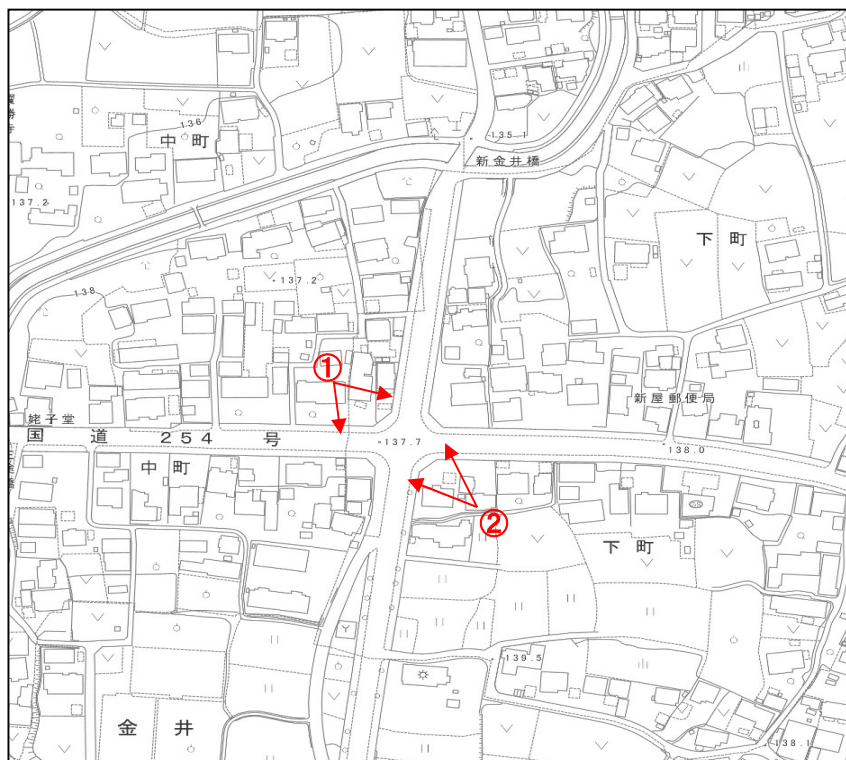 136
中町
135.1
新金井橋
137.2
下町
137.2
138
①
新屋郵便局
姥子堂
国道254号
137.7
138.0
中町
②
下町
139.5
金井
138.1